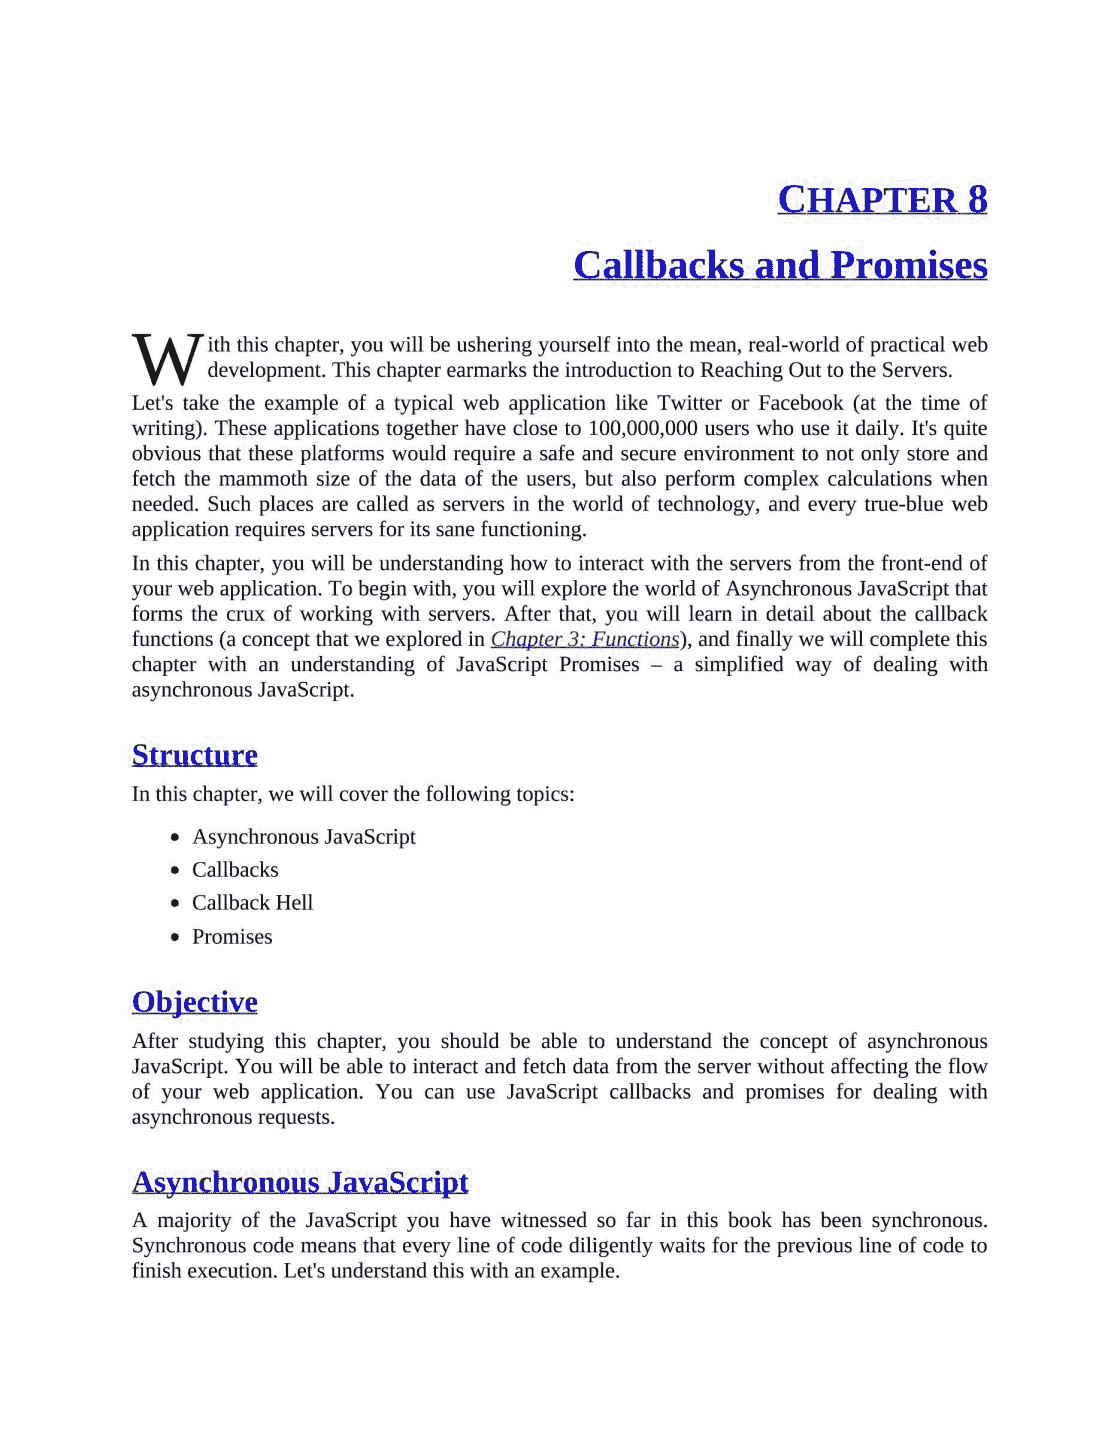 CHAPTER 8
Callbacks and Promises
With this chapter, you will be ushering yourself into the mean, real-world of practical web
development. This chapter earmarks the introduction to Reaching Out to the Servers.
Let's take the example of a typical web application like Twitter or Facebook (at the time of
writing). These applications together have close to 100,000,000 users who use it daily. It's quite
obvious that these platforms would require a safe and secure environment to not only store and
fetch the mammoth size of the data of the users, but also perform complex calculations when
needed. Such places are called as servers in the world of technology, and every true-blue web
application requires servers for its sane functioning.
In this chapter, you will be understanding how to interact with the servers from the front-end of
your web application. To begin with, you will explore the world of Asynchronous JavaScript that
forms the crux of working with servers. After that, you will learn in detail about the callback
functions (a concept that we explored in Chapter 3: Functions), and finally we will complete this
chapter with an understanding of JavaScript Promises – a simplified way of dealing with
asynchronous JavaScript.
Structure
In this chapter, we will cover the following topics:
• Asynchronous JavaScript
• Callbacks
• Callback Hell
• Promises
Objective
After studying this chapter, you should be able to understand the concept of asynchronous
JavaScript. You will be able to interact and fetch data from the server without affecting the flow
of your web application. You can use JavaScript callbacks and promises for dealing with
asynchronous requests.
Asynchronous JavaScript
A majority of the JavaScript you have witnessed so far in this book has been synchronous.
Synchronous code means that every line of code diligently waits for the previous line of code to
finish execution. Let's understand this with an example.